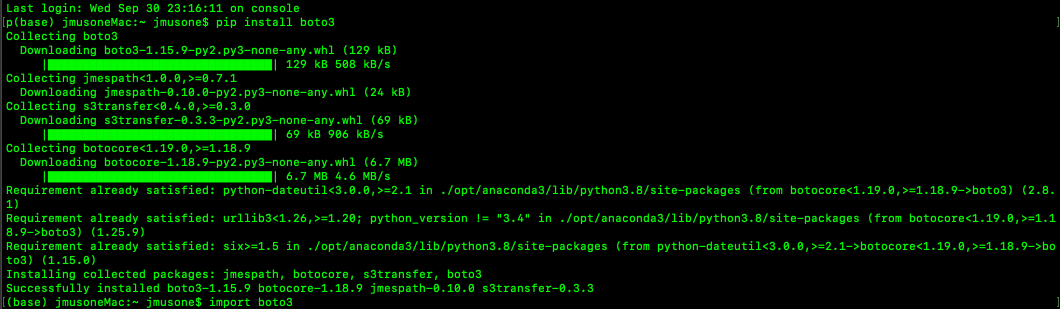 Last login: Wed Sep 30 23:16:11 on console
[p(base) jmusoneMac:~ jmusone$ pip install boto3 ]
Collecting boto3
Downloading boto3-1.15.9-py2.py3-none-any.whl (129 kB)
|████████████████████████████████| 129 kB 508 kB/s
Collecting jmespath<1.0.0,>=0.7.1
Downloading jmespath-0.10.0-py2.py3-none-any.whl (24 kB)
Collecting s3transfer<0.4.0,>=0.3.0
Downloading s3transfer-0.3.3-py2.py3-none-any.whl (69 kB)
|████████████████████████████████| 69 kB 906 kB/s
Collecting botocore<1.19.0,>=1.18.9
Downloading botocore-1.18.9-py2.py3-none-any.whl (6.7 MB)
|████████████████████████████████| 6.7 MB 4.6 MB/s
Requirement already satisfied: python-dateutil<3.0.0,>=2.1 in ./opt/anaconda3/lib/python3.8/site-packages (from botocore<1.19.0,>=1.18.9->boto3) (2.8.
1)
Requirement already satisfied: urllib3<1.26,>=1.20; python_version != "3.4" in ./opt/anaconda3/lib/python3.8/site-packages (from botocore<1.19.0,>=1.1
8.9->boto3) (1.25.9)
Requirement already satisfied: six>=1.5 in ./opt/anaconda3/lib/python3.8/site-packages (from python-dateutil<3.0.0,>=2.1->botocore<1.19.0,>=1.18.9->bo
to3) (1.15.0)
Installing collected packages: jmespath, botocore, s3transfer, boto3
Successfully installed boto3-1.15.9 botocore-1.18.9 jmespath-0.10.0 s3transfer-0.3.3
[(base) jmusoneMac:~ jmusone$ import boto3 ]